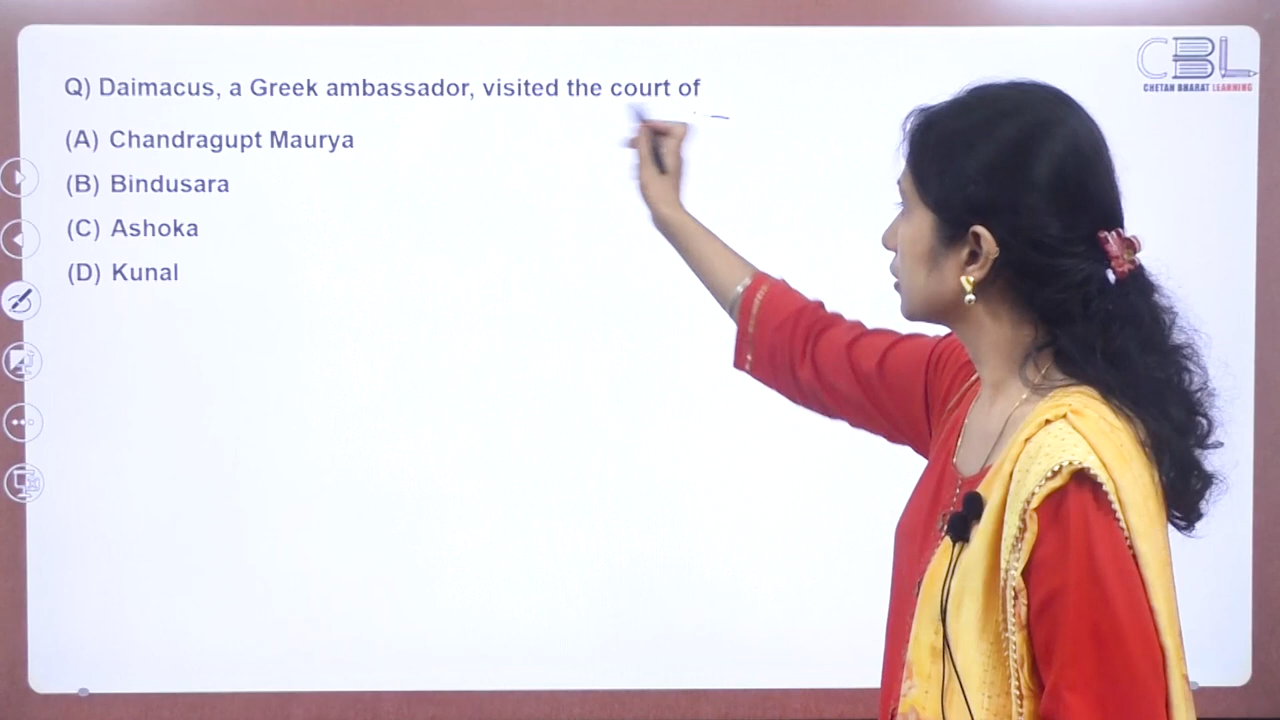 CBL
CHETAN BHARAT LEARNING
Q) Daimacus, a Greek ambassador, visited the court of
(A) Chandragupt Maurya
(B) Bindusara
(C) Ashoka
(D) Kunal